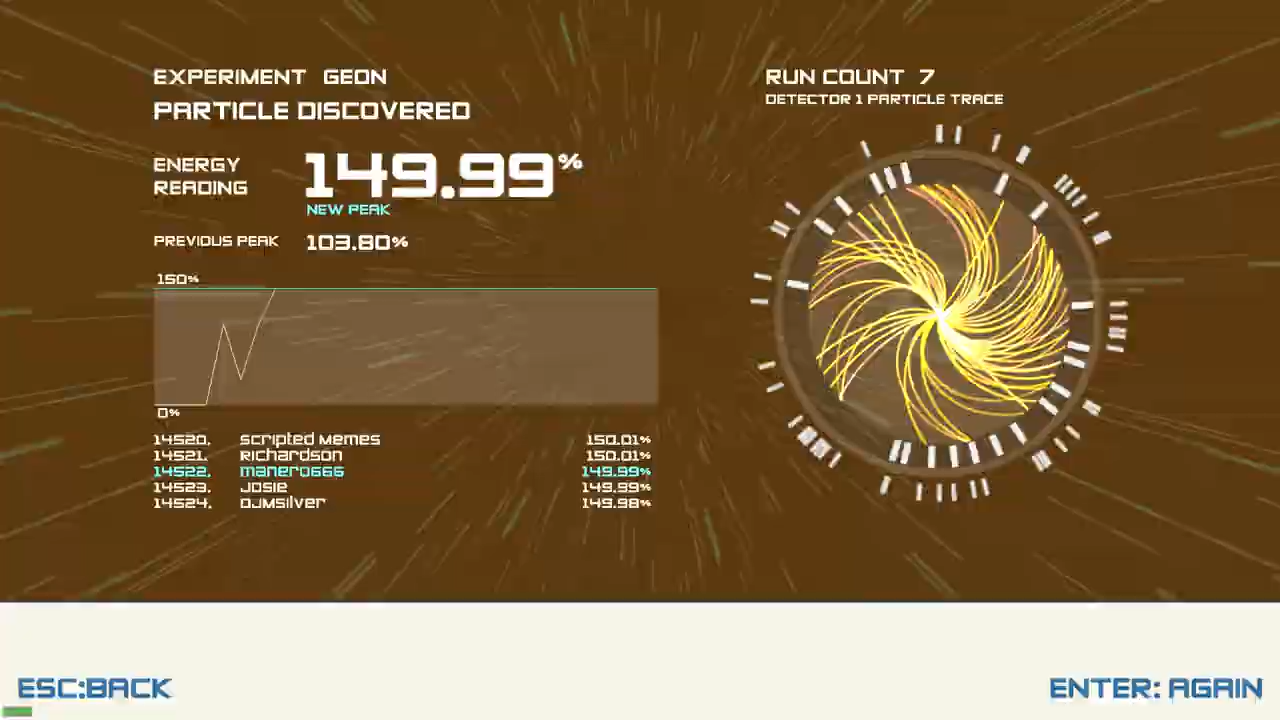 EXPERIMENT GEON
PARTICLE DISCOVERED
ENERGY READING
149.99%
NEW PEAK
PREVIOUS PEAK 103.80%
150%
0%
14520. scripted memes 150.01%
14521. Richardson 150.01%
14522. manero666 149.99%
14523. Josie 149.99%
14524. DJMsilver 149.98%
RUN COUNT 7
DETECTOR 1 PARTICLE TRACE
ESC:BACK
ENTER: AGAIN